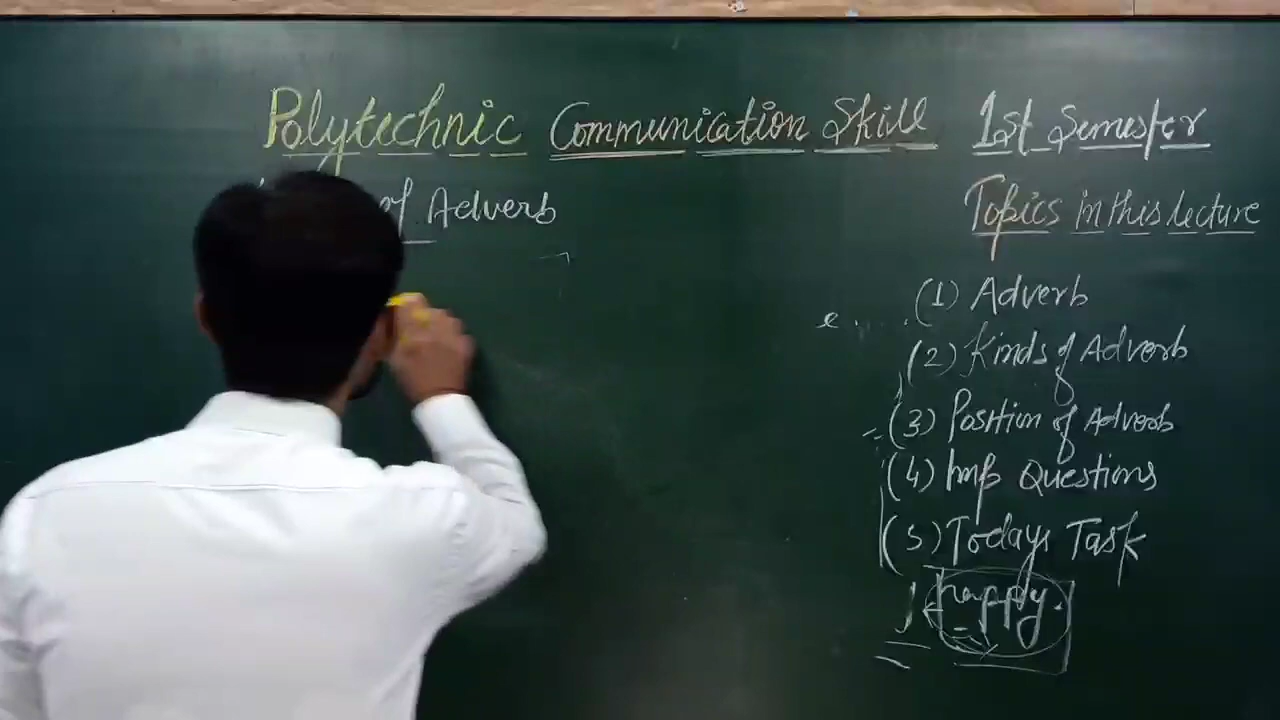 Polytechnic Communication Skill 1st Semester
of Adverb
Topics in this lecture
(1) Adverb
(2) Kinds of Adverb
(3) Position of Adverb
(4) Imp Questions
(5) Todays Task
happy.